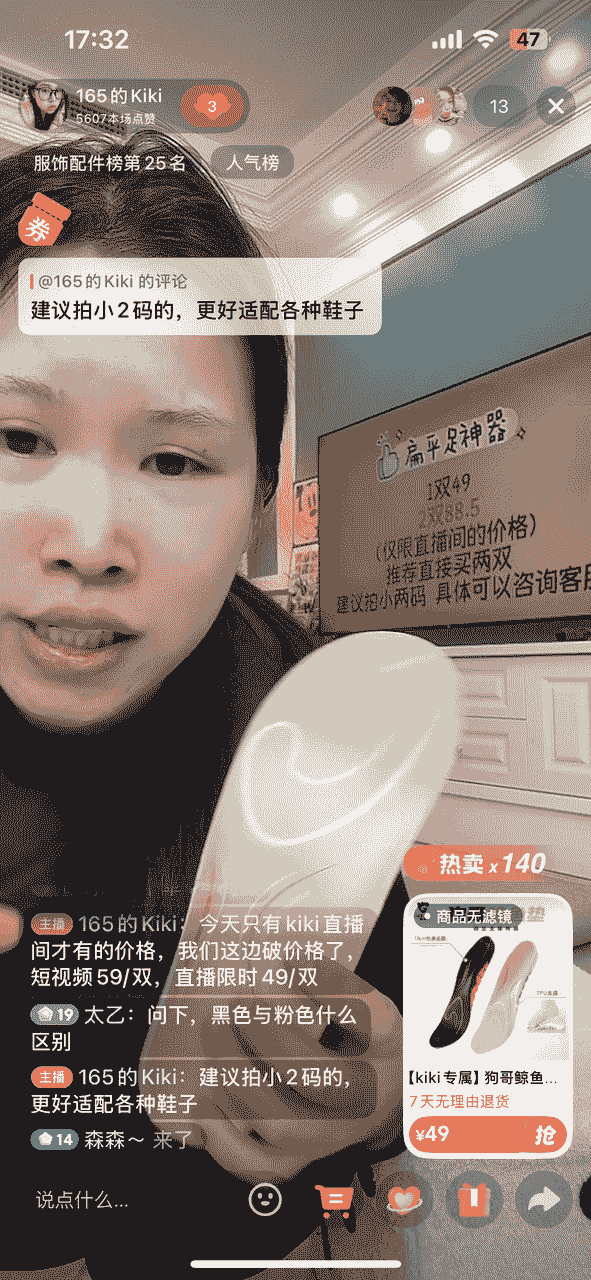 17:32
47
165的Kiki
5607本场点赞
3
13
服饰配件榜第25名
人气榜
券
@165的Kiki 的评论
建议拍小2码的，更好适配各种鞋子
扁平足神器
1双49
2双88.5
（仅限直播间的价格）
推荐直接买两双
建议拍小两码 具体可以咨询客服
热卖 x140
商品无滤镜
主播 165的Kiki：今天只有kiki直播
间才有的价格，我们这边破价格了，
短视频59/双，直播限时49/双
19 太乙：问下，黑色与粉色什么
区别
主播 165的Kiki：建议拍小2码的，
更好适配各种鞋子
14 森森～ 来了
【kiki专属】狗哥鲸鱼...
7天无理由退货
¥49
抢
说点什么...